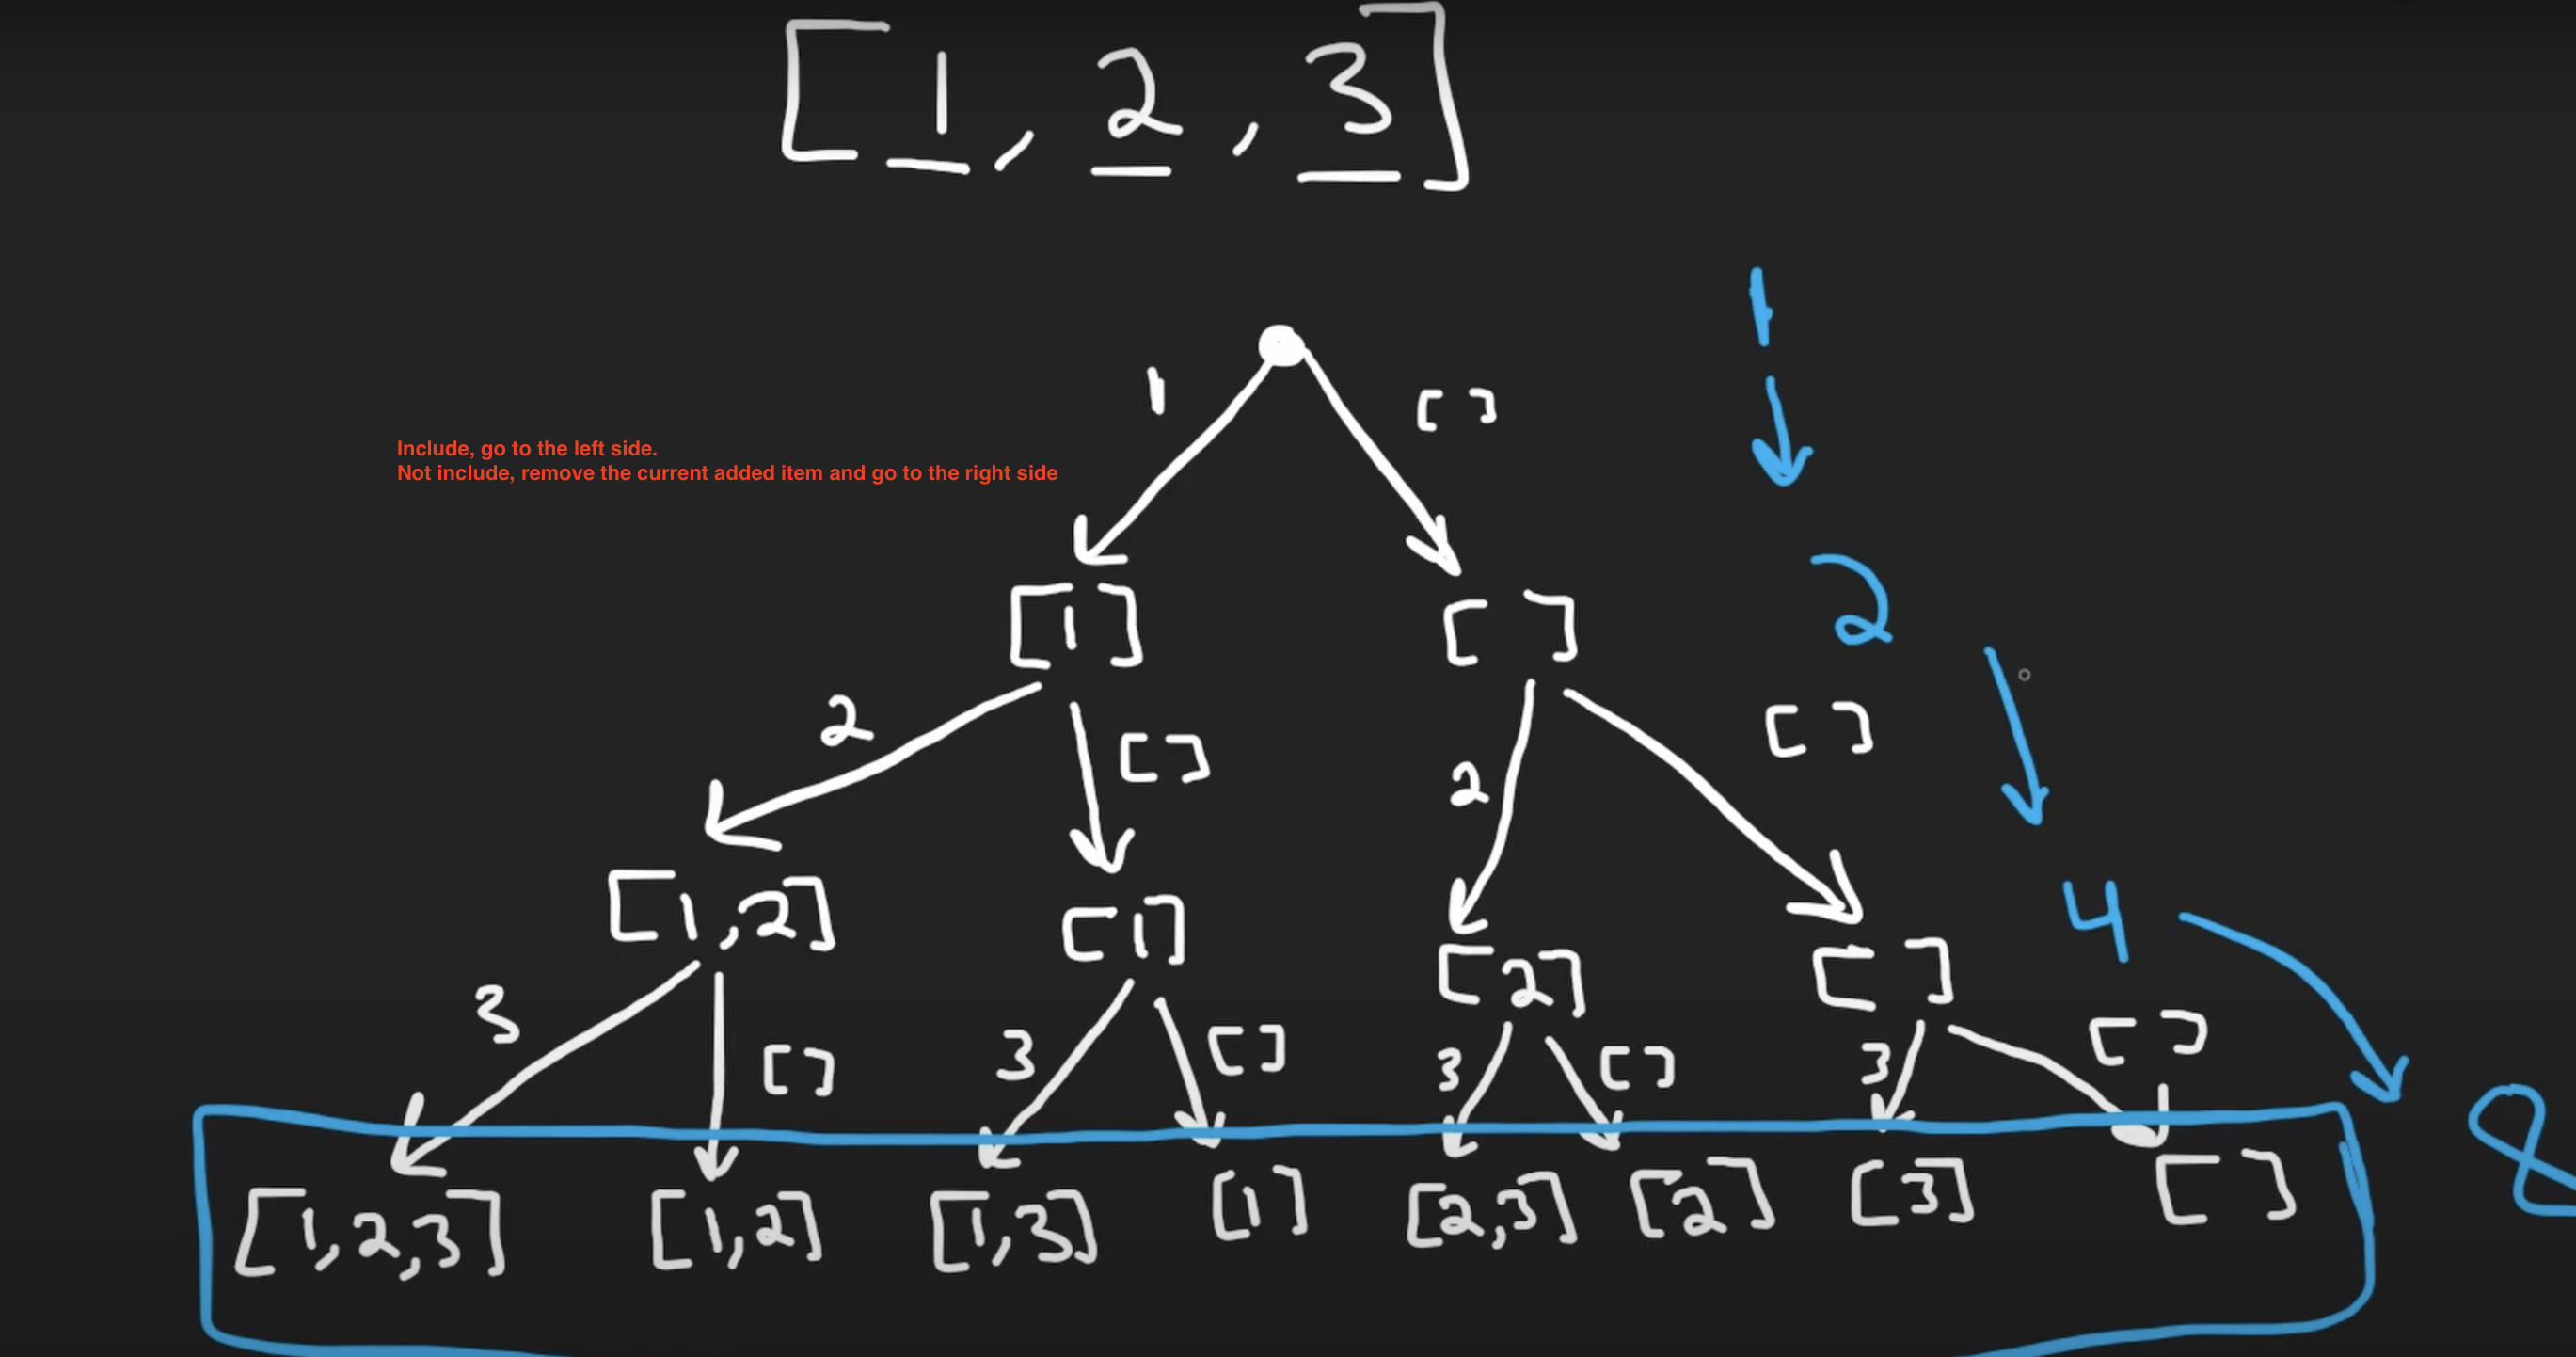 [1, 2, 3]
1
1 []
Include, go to the left side.
Not include, remove the current added item and go to the right side
[1] [ ] 2
2 [] 2 []
[1,2] [1] [2] [ ] 4
3 [] 3 [] 3 [] 3 []
[1,2,3] [1,2] [1,3] [1] [2,3] [2] [3] [ ] 8